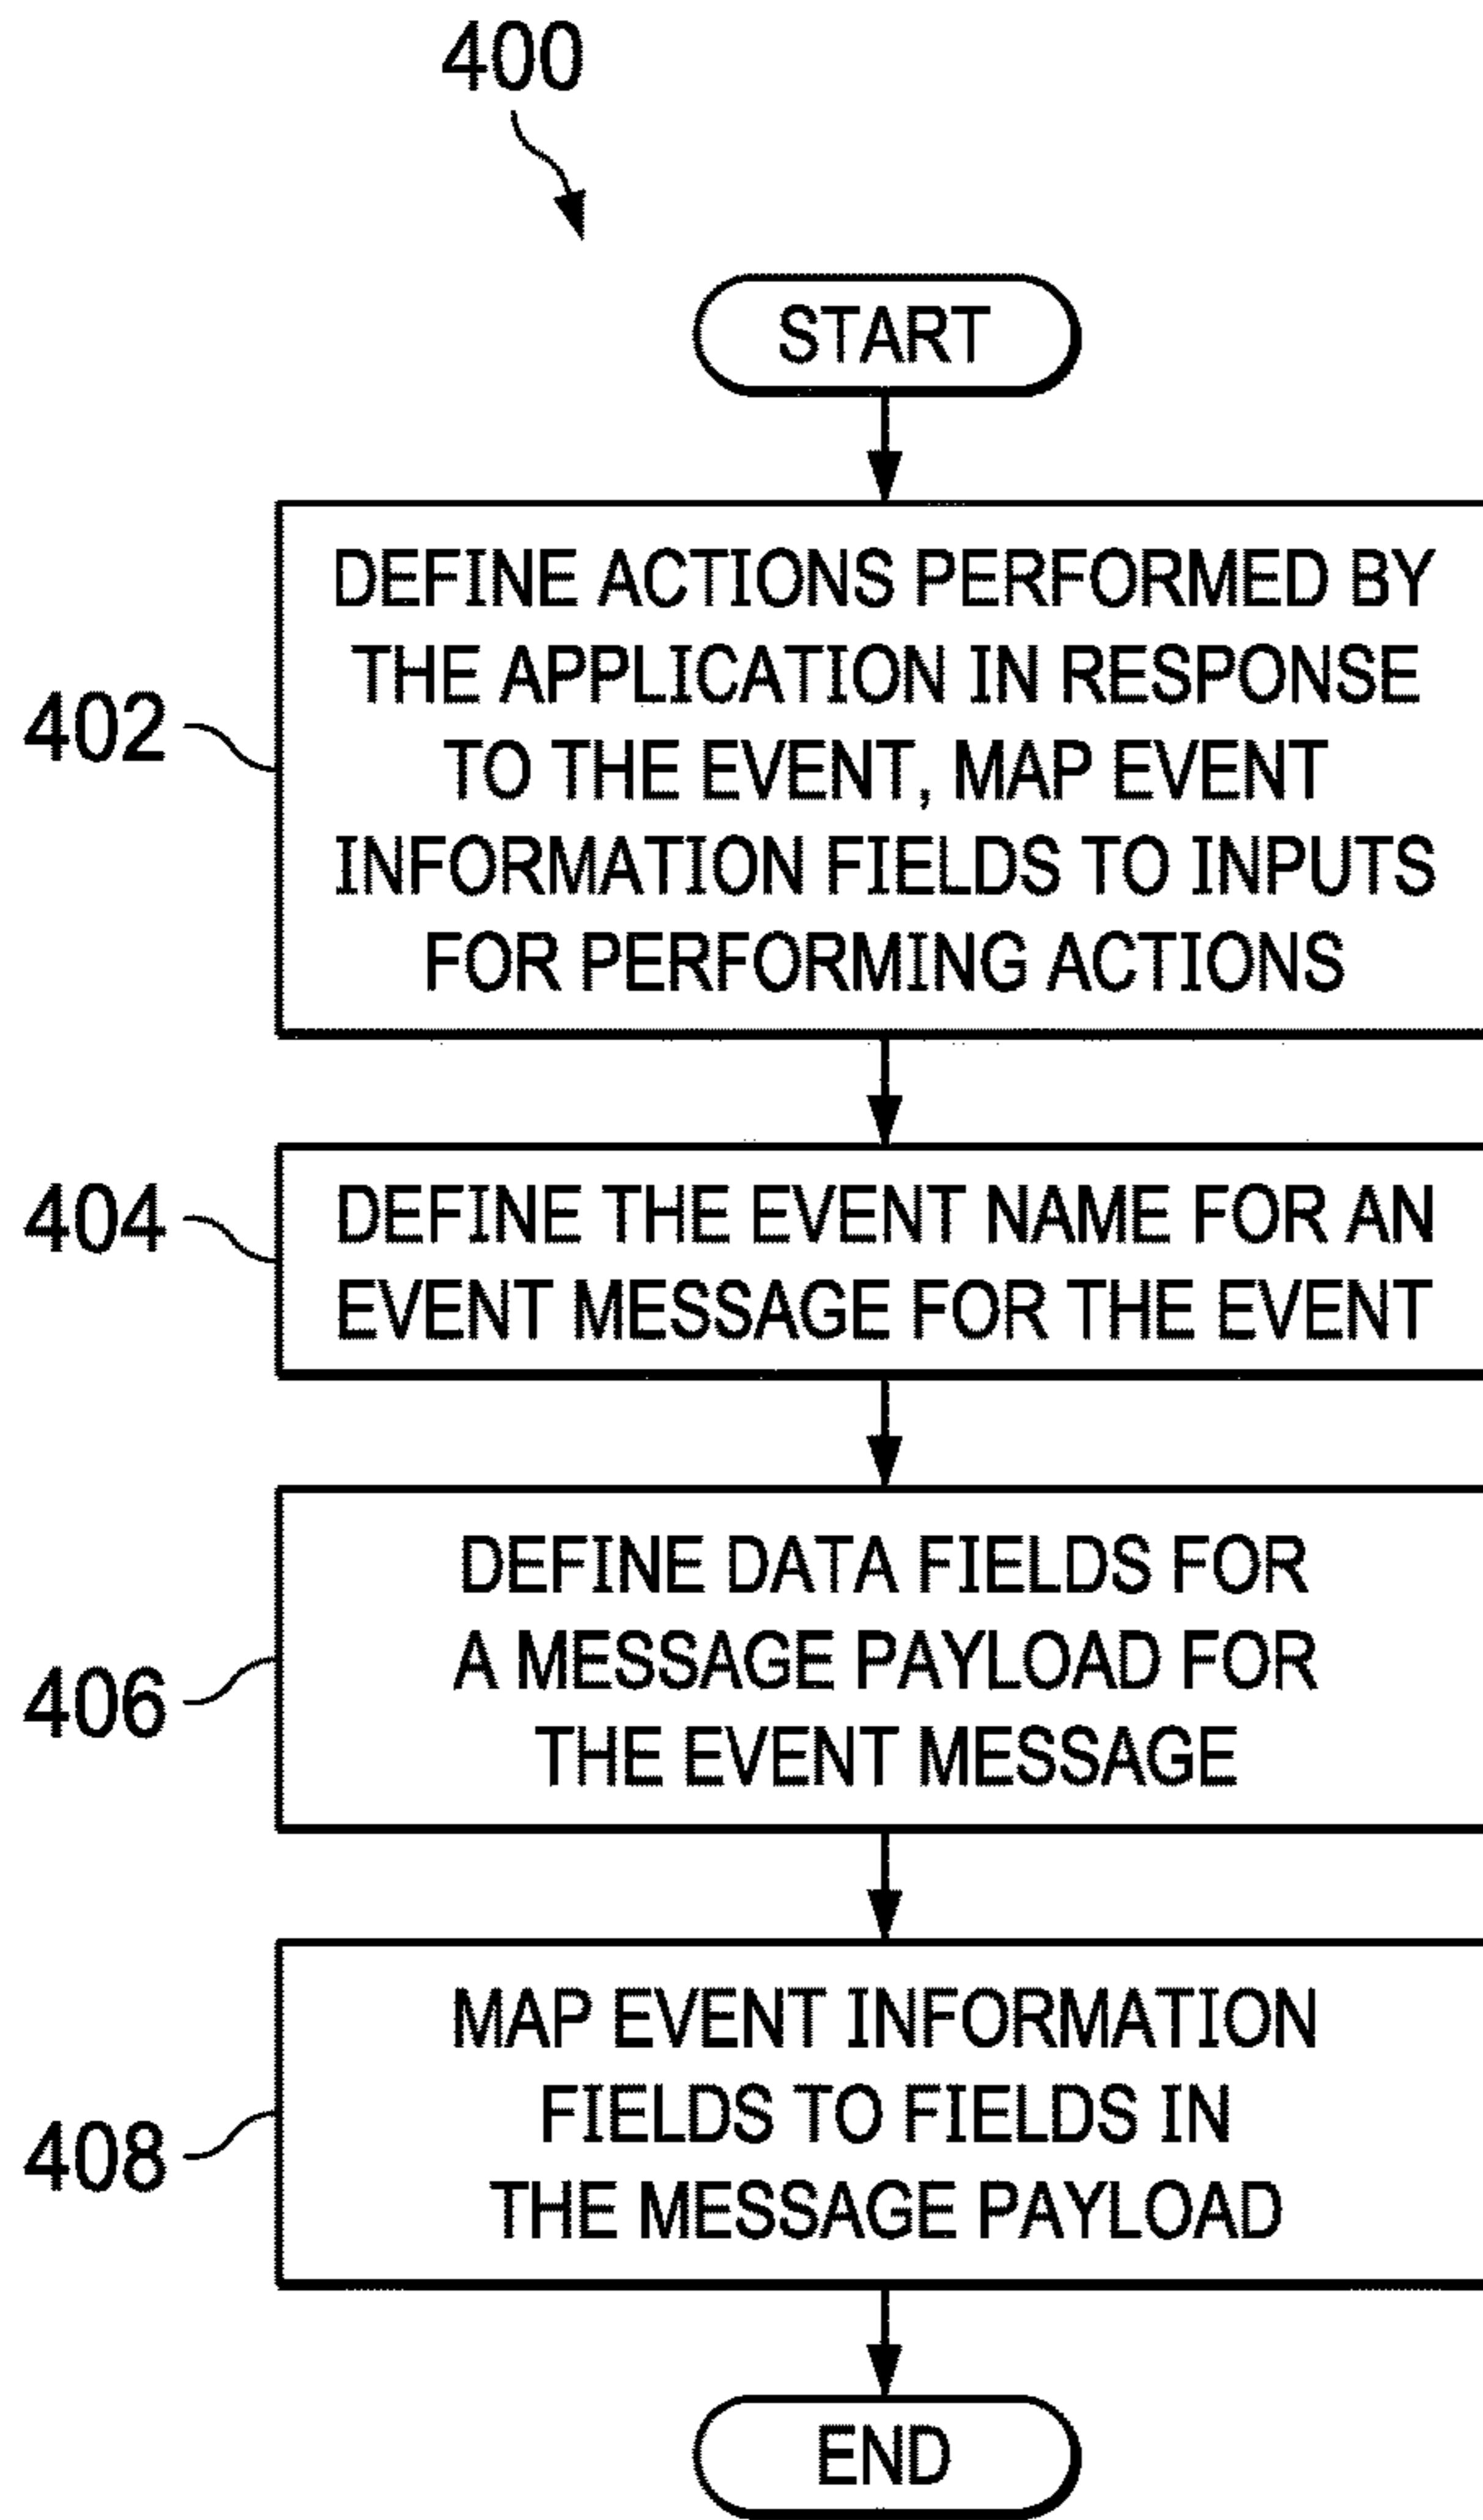 400
START
DEFINE ACTIONS PERFORMED BY
THE APPLICATION IN RESPONSE
402
TO THE EVENT, MAP EVENT
INFORMATION FIELDS TO INPUTS
FOR PERFORMING ACTIONS
404
DEFINE THE EVENT NAME FOR AN
EVENT MESSAGE FOR THE EVENT
DEFINE DATA FIELDS FOR
A MESSAGE PAYLOAD FOR
406
THE EVENT MESSAGE
MAP EVENT INFORMATION
FIELDS TO FIELDS IN
408
THE MESSAGE PAYLOAD
END